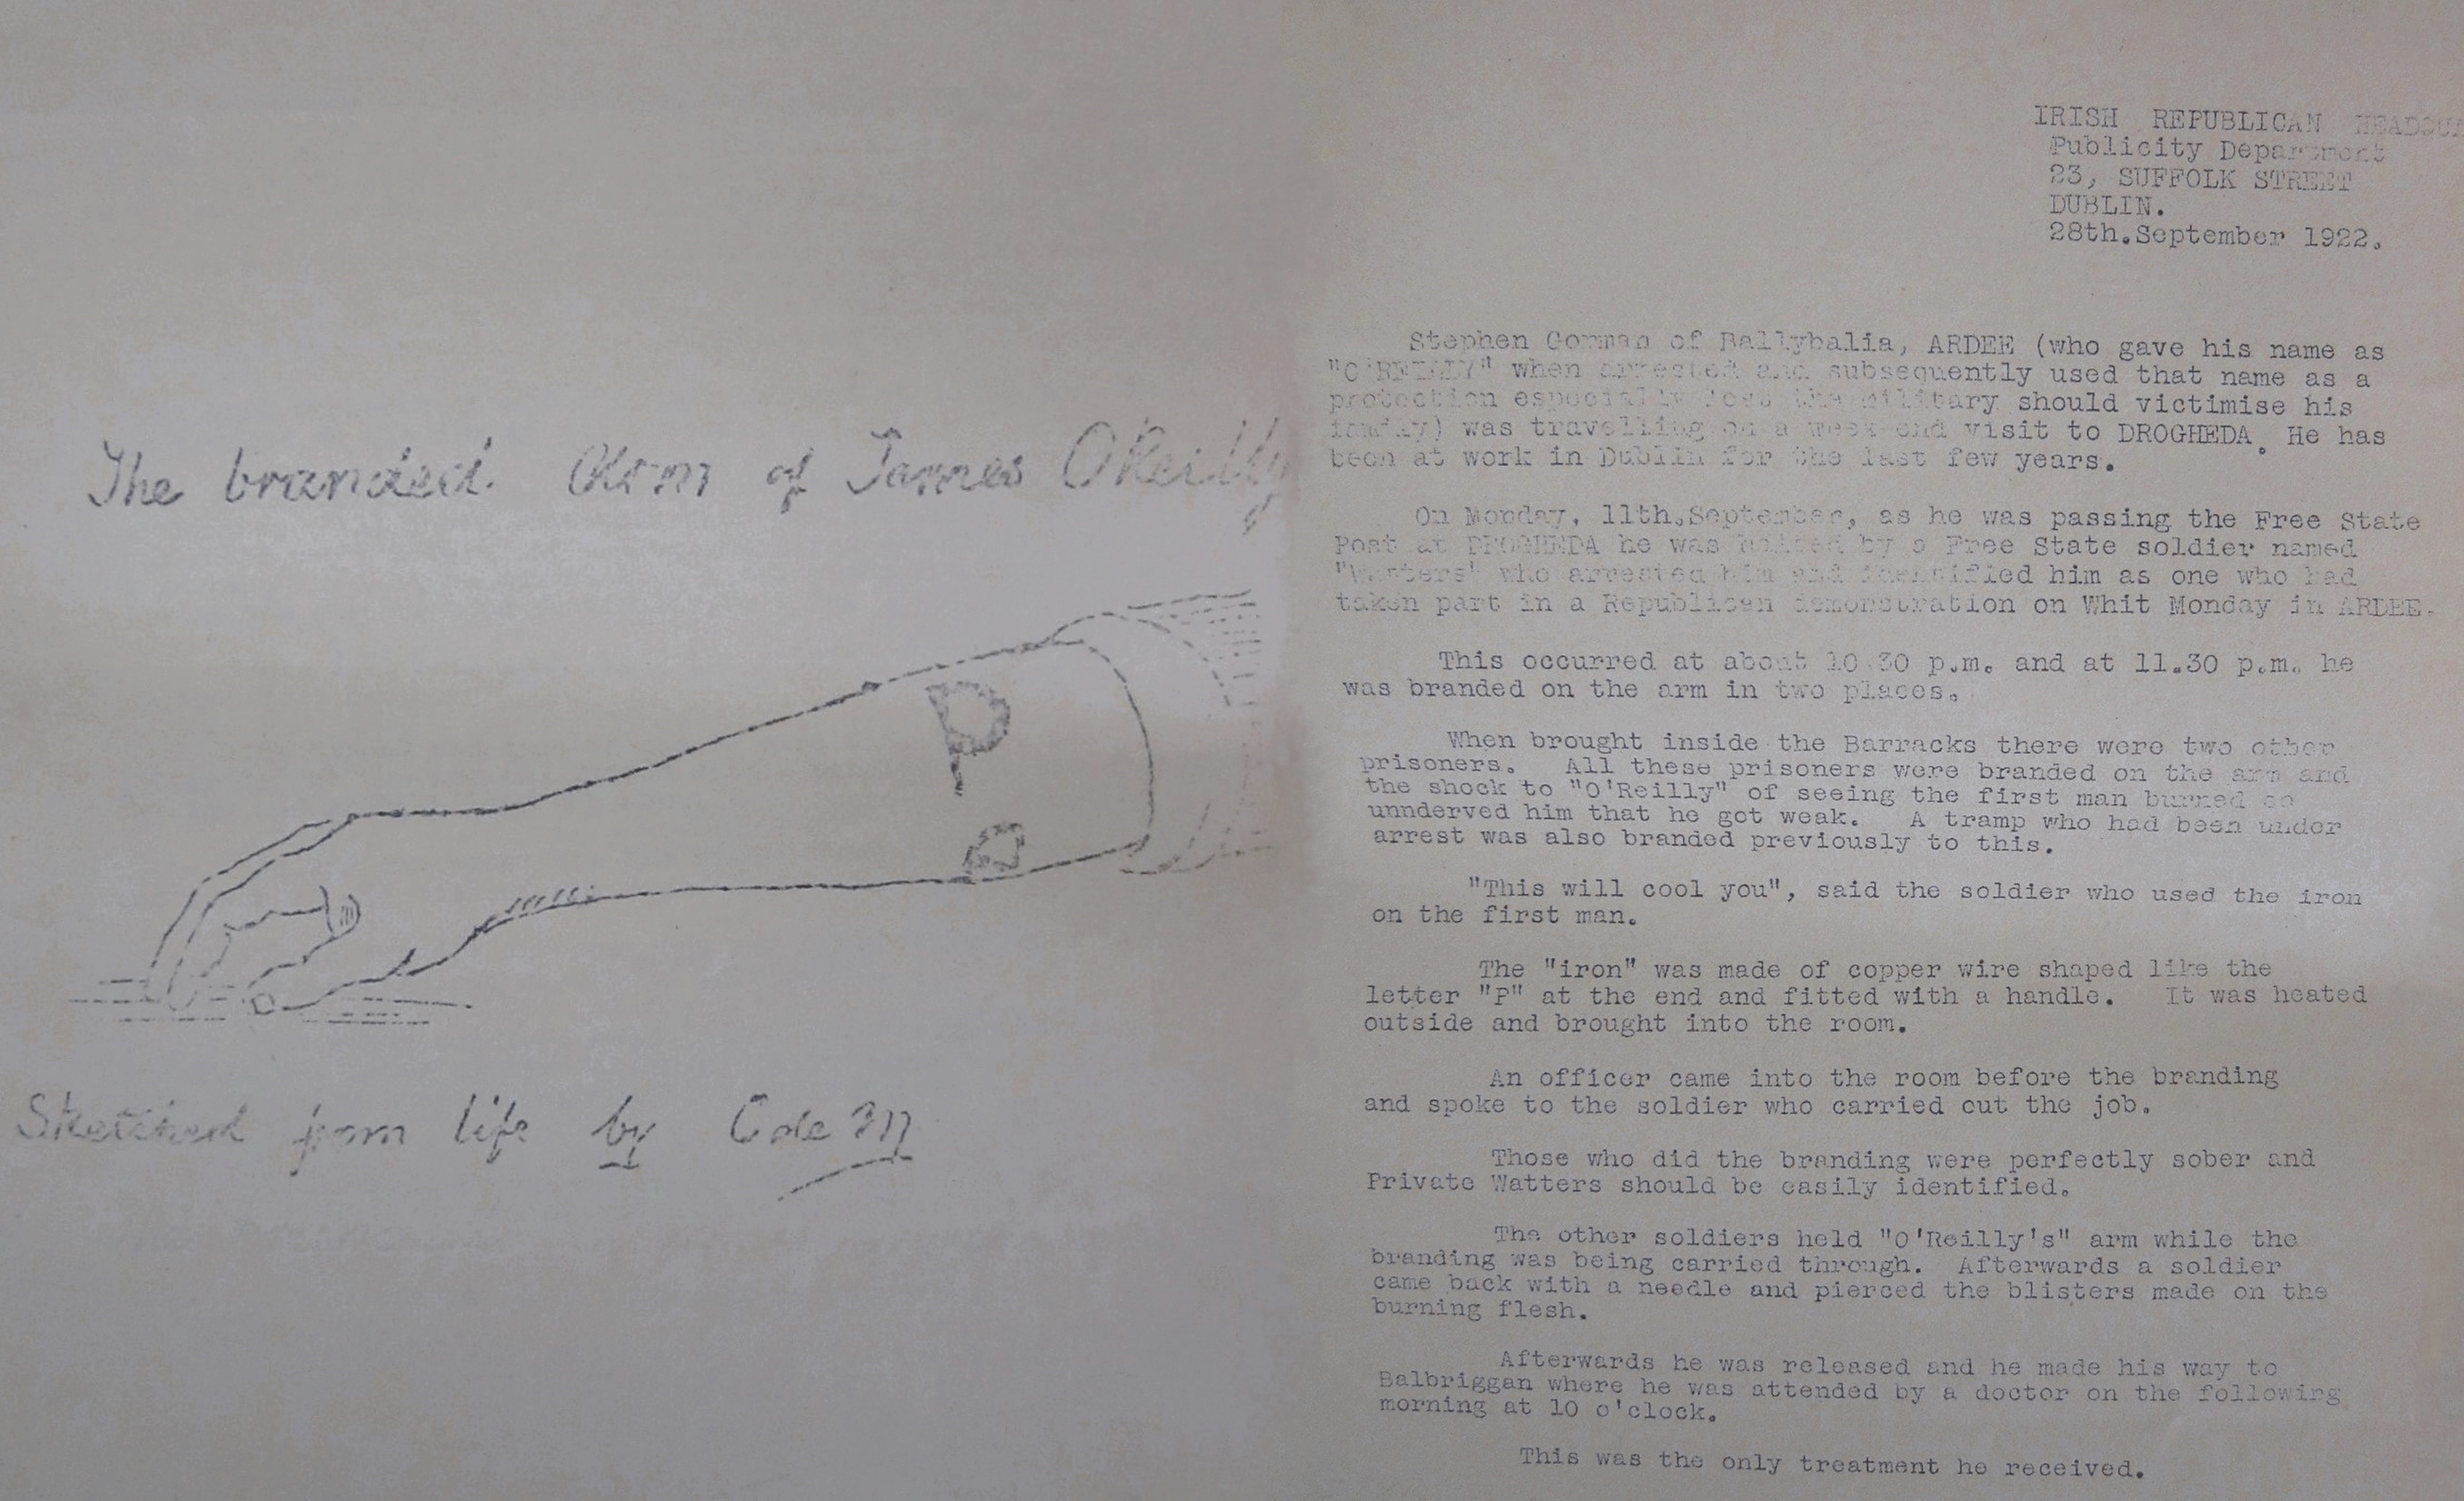 The branded Arm of James OReilly
P
Sketched from life by
IRISH REPUBLICAN
Publicity Department
23, SUFFOLK STREET
DUBLIN.
28th.September 1922.
Stephen Gorman of Ballybalia, ARDEE (who gave his name as
"O'REILLY" when arrested and subsequently used that name as a
protection especially less the military should victimise his
family) was travelling on a week-end visit to DROGHEDA. He has
been at work in Dublin for the last few years.
On Monday, 11th.September, as he was passing the Free State
Post at DROGHEDA he was halted by a Free State soldier named
"Watters" who arrested him and identified him as one who had
taken part in a Republican demonstration on Whit Monday in ARDEE.
This occurred at about 10.30 p.m. and at 11.30 p.m. he
was branded on the arm in two places.
When brought inside the Barracks there were two other
prisoners. All these prisoners were branded on the arm and
the shock to "O'Reilly" of seeing the first man burned so
unnderved him that he got weak. A tramp who had been under
arrest was also branded previously to this.
"This will cool you", said the soldier who used the iron
on the first man.
The "iron" was made of copper wire shaped like the
letter "P" at the end and fitted with a handle. It was heated
outside and brought into the room.
An officer came into the room before the branding
and spoke to the soldier who carried out the job.
Those who did the branding were perfectly sober and
Private Watters should be easily identified.
The other soldiers held "O'Reilly's" arm while the
branding was being carried through. Afterwards a soldier
came back with a needle and pierced the blisters made on the
burning flesh.
Afterwards he was released and he made his way to
Balbriggan where he was attended by a doctor on the following
morning at 10 o'clock.
This was the only treatment he received.